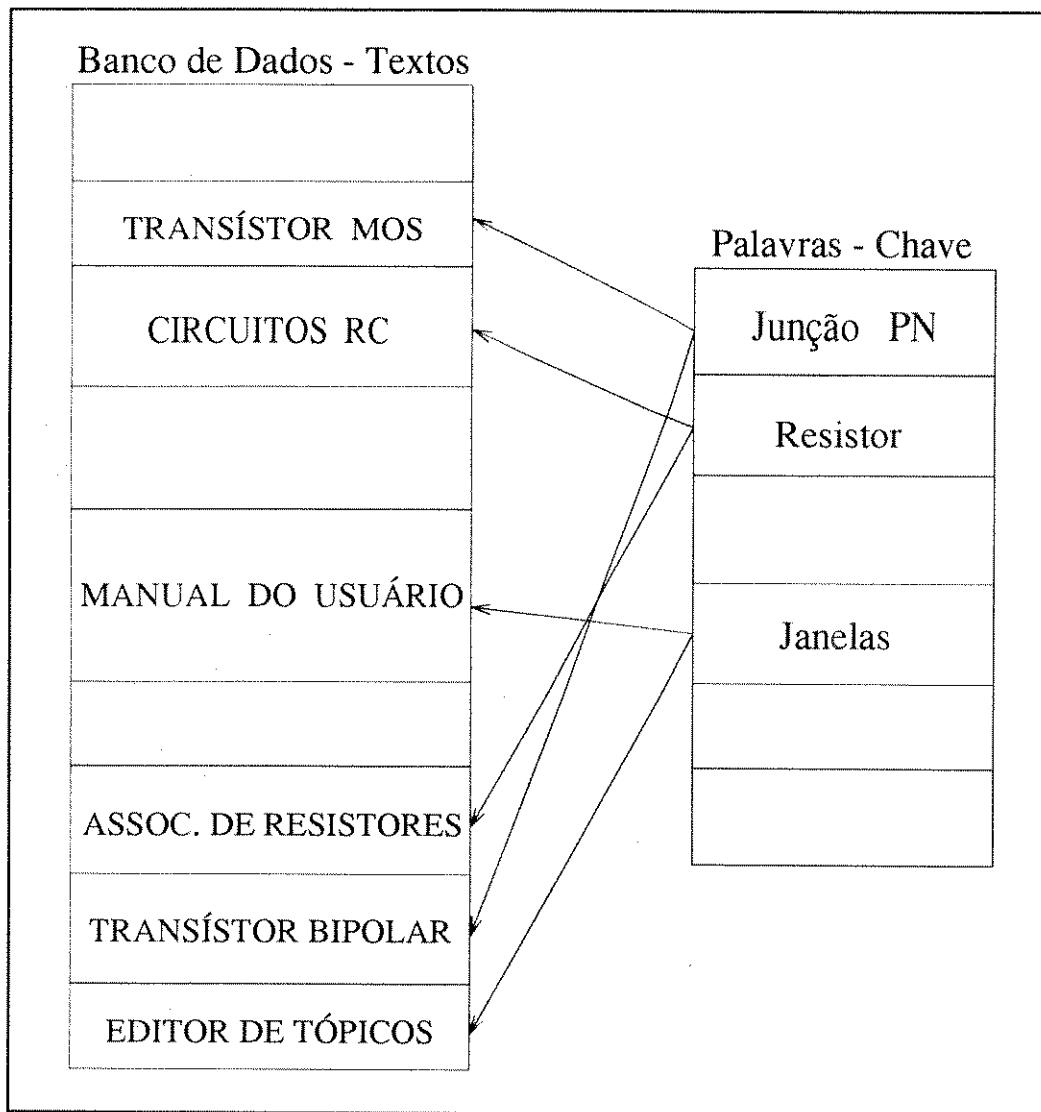 Banco de Dados - Textos
TRANSÍSTOR MOS
CIRCUITOS RC
MANUAL DO USUÁRIO
ASSOC. DE RESISTORES
TRANSÍSTOR BIPOLAR
EDITOR DE TÓPICOS
Palavras - Chave
Junção PN
Resistor
Janelas